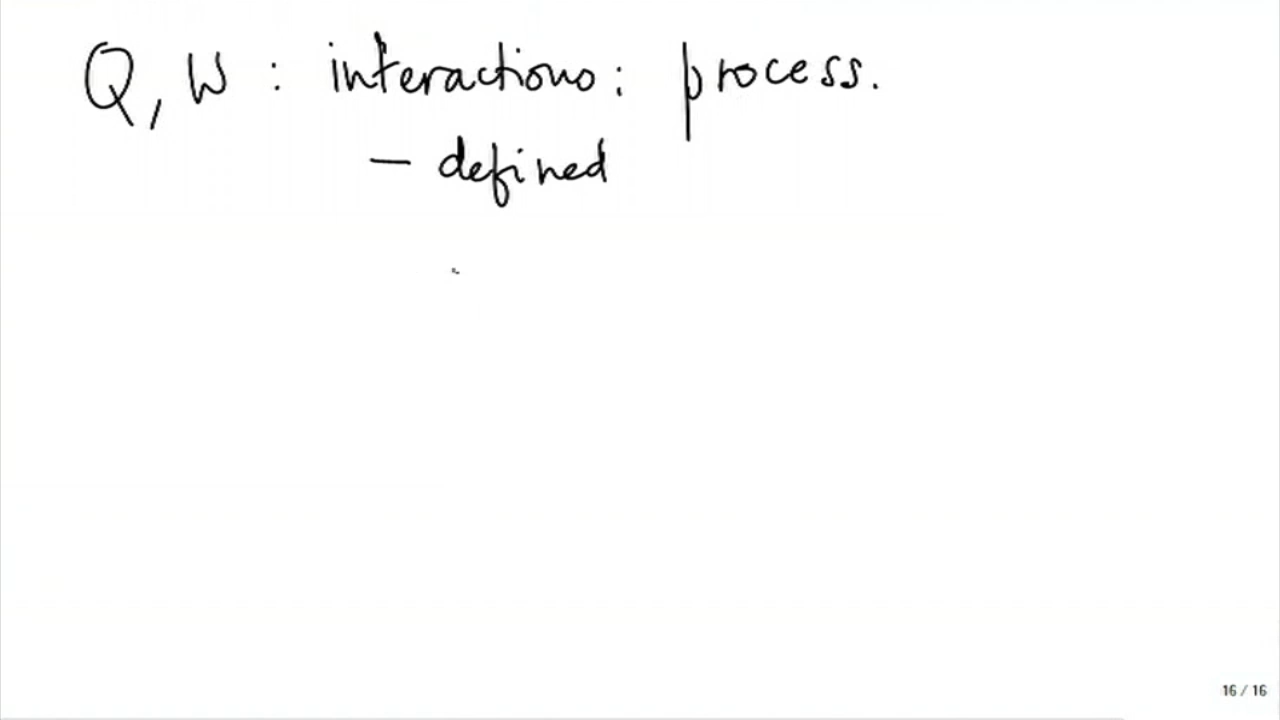 Q, W : interactions : process.
— defined
16 / 16